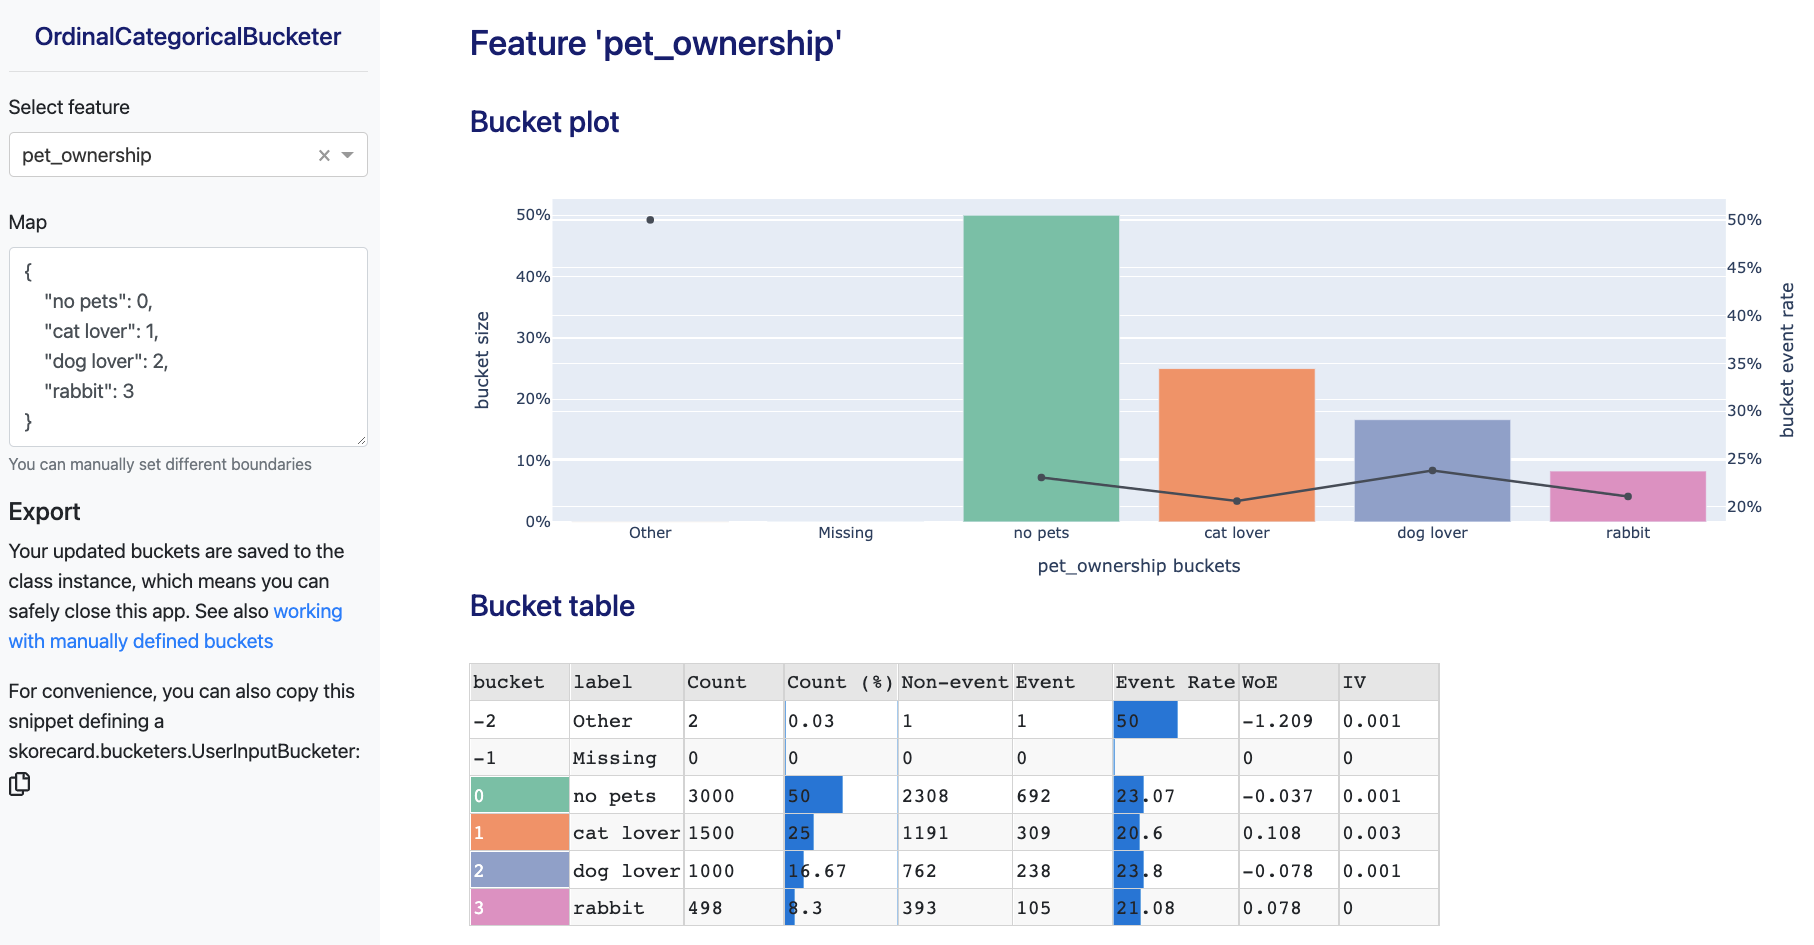 OrdinalCategoricalBucketer
Select feature
pet_ownership
Map
{
"no pets": 0,
"cat lover": 1,
"dog lover": 2,
"rabbit": 3
}
You can manually set different boundaries
Export
Your updated buckets are saved to the
class instance, which means you can
safely close this app. See also working
with manually defined buckets
For convenience, you can also copy this
snippet defining a
skorecard.bucketers.UserInputBucketer:
Feature 'pet_ownership'
Bucket plot
bucket size
50%
40%
30%
20%
10%
0%
50%
45%
40%
35%
30%
25%
20%
bucket event rate
Other Missing no pets cat lover dog lover rabbit
pet_ownership buckets
Bucket table
bucket label Count Count (%) Non-event Event Event Rate WoE IV
-2 Other 2 0.03 1 1 50 -1.209 0.001
-1 Missing 0 0 0 0 0 0
0 no pets 3000 50 2308 692 23.07 -0.037 0.001
1 cat lover 1500 25 1191 309 20.6 0.108 0.003
2 dog lover 1000 16.67 762 238 23.8 -0.078 0.001
3 rabbit 498 8.3 393 105 21.08 0.078 0